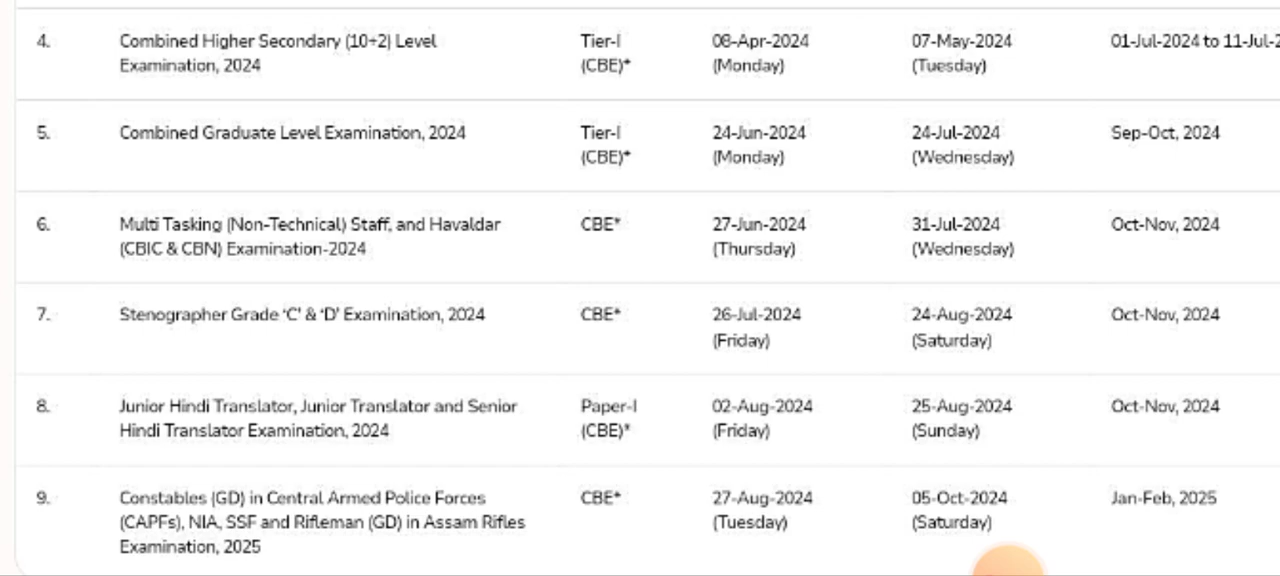 4. Combined Higher Secondary (10+2) Level Tier-I 08-Apr-2024 07-May-2024 01-Jul-2024 to 11-Jul-2
Examination, 2024 (CBE)* (Monday) (Tuesday)
5. Combined Graduate Level Examination, 2024 Tier-I 24-Jun-2024 24-Jul-2024 Sep-Oct, 2024
(CBE)* (Monday) (Wednesday)
6. Multi Tasking (Non-Technical) Staff, and Havaldar CBE* 27-Jun-2024 31-Jul-2024 Oct-Nov, 2024
(CBIC & CBN) Examination-2024 (Thursday) (Wednesday)
7. Stenographer Grade ‘C’ & ‘D’ Examination, 2024 CBE* 26-Jul-2024 24-Aug-2024 Oct-Nov, 2024
(Friday) (Saturday)
8. Junior Hindi Translator, Junior Translator and Senior Paper-I 02-Aug-2024 25-Aug-2024 Oct-Nov, 2024
Hindi Translator Examination, 2024 (CBE)* (Friday) (Sunday)
9. Constables (GD) in Central Armed Police Forces CBE* 27-Aug-2024 05-Oct-2024 Jan-Feb, 2025
(CAPFs), NIA, SSF and Rifleman (GD) in Assam Rifles (Tuesday) (Saturday)
Examination, 2025